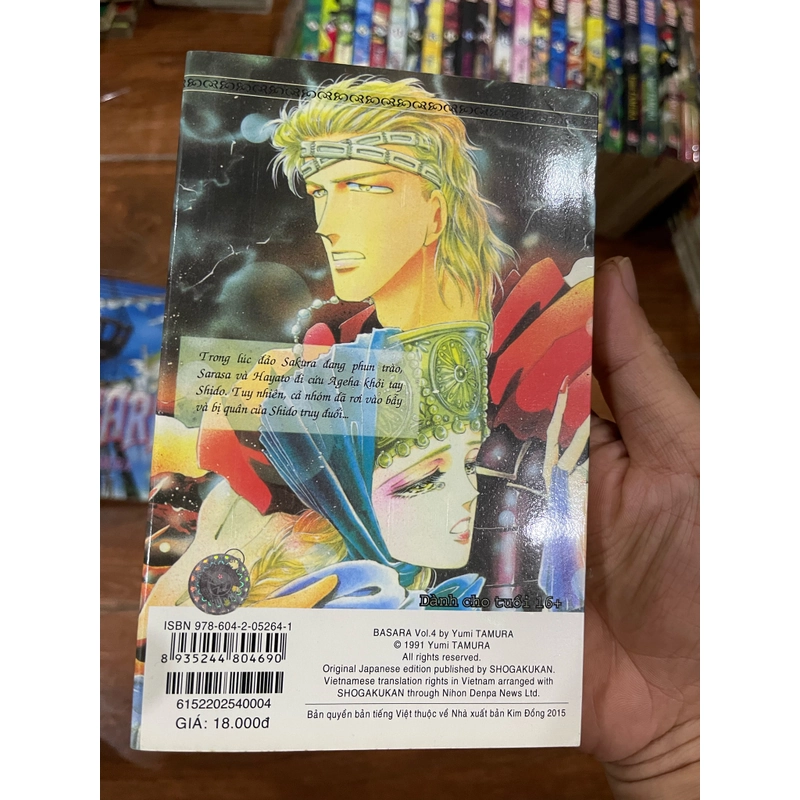 Trong lúc đảo Sakura đang phun trào,
Sarasa và Hayato đi cứu Ageha khỏi tay
Shido. Tuy nhiên, cả nhóm đã rơi vào bẫy
và bị quân của Shido truy đuổi...
Dành cho tuổi 16+
ISBN 978-604-2-05264-1
8 935244 804690
6152202540004
GIÁ: 18.000đ
BASARA Vol.4 by Yumi TAMURA
© 1991 Yumi TAMURA
All rights reserved.
Original Japanese edition published by SHOGAKUKAN.
Vietnamese translation rights in Vietnam arranged with
SHOGAKUKAN through Nihon Denpa News Ltd.
Bản quyền bản tiếng Việt thuộc về Nhà xuất bản Kim Đồng 2015